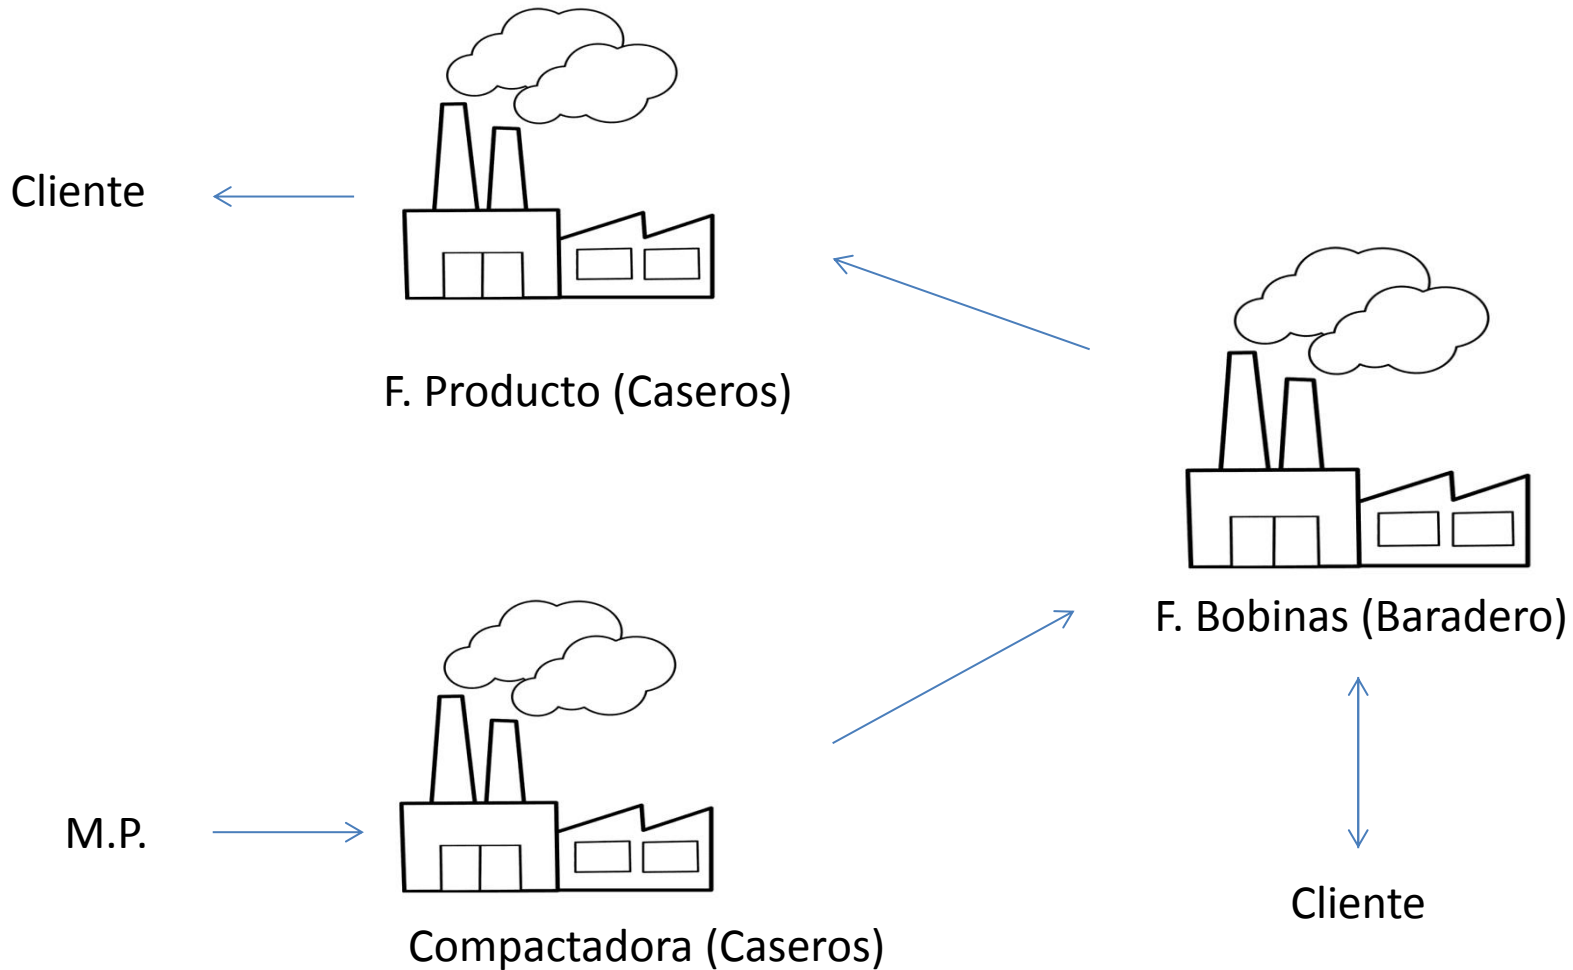 Cliente
F. Producto (Caseros)
F. Bobinas (Baradero)
M.P.
Cliente
Compactadora (Caseros)